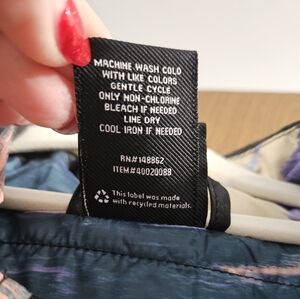 MACHINE WASH COLD
WITH LIKE COLORS
GENTLE CYCLE
ONLY NON-CHLORINE
BLEACH IF NEEDED
LINE DRY
COOL IRON IF NEEDED
RN#148852
ITEM#40020088
This label was made
with recycled materials.